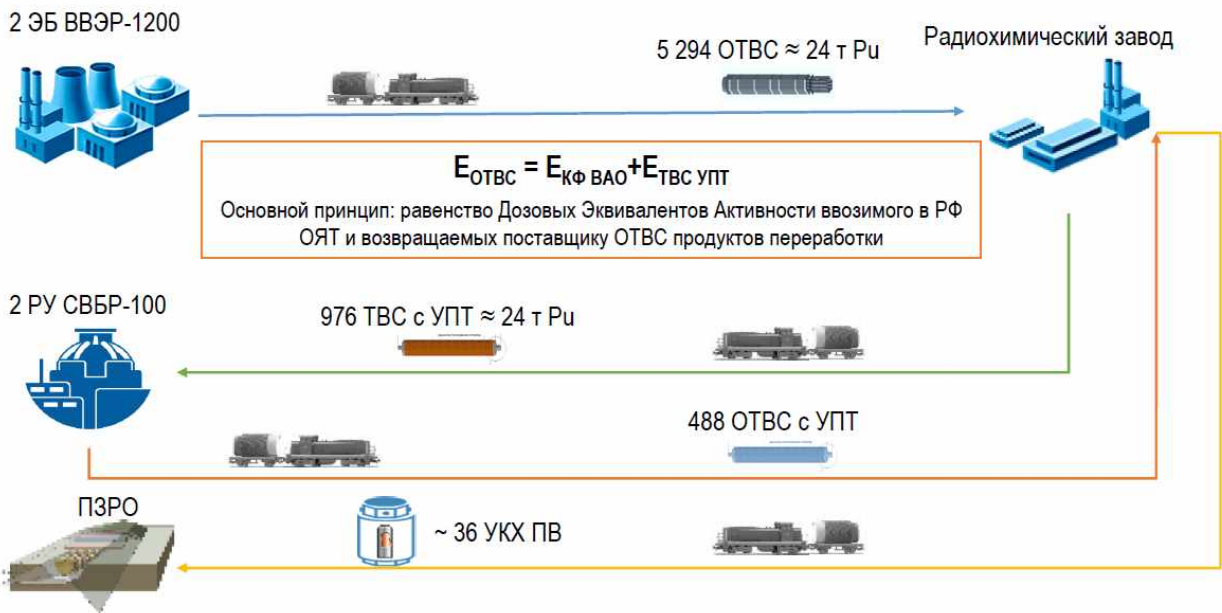 2 ЭБ ВВЭР-1200
5 294 ОТВС ≈ 24 т Pu
Радиохимический завод
EОТВС = EКФ ВАО+EТВС УПТ
Основной принцип: равенство Дозовых Эквивалентов Активности ввозимого в РФ
ОЯТ и возвращаемых поставщику ОТВС продуктов переработки
2 РУ СВБР-100
976 ТВС с УПТ ≈ 24 т Pu
488 ОТВС с УПТ
ПЗРО
~ 36 УКХ ПВ